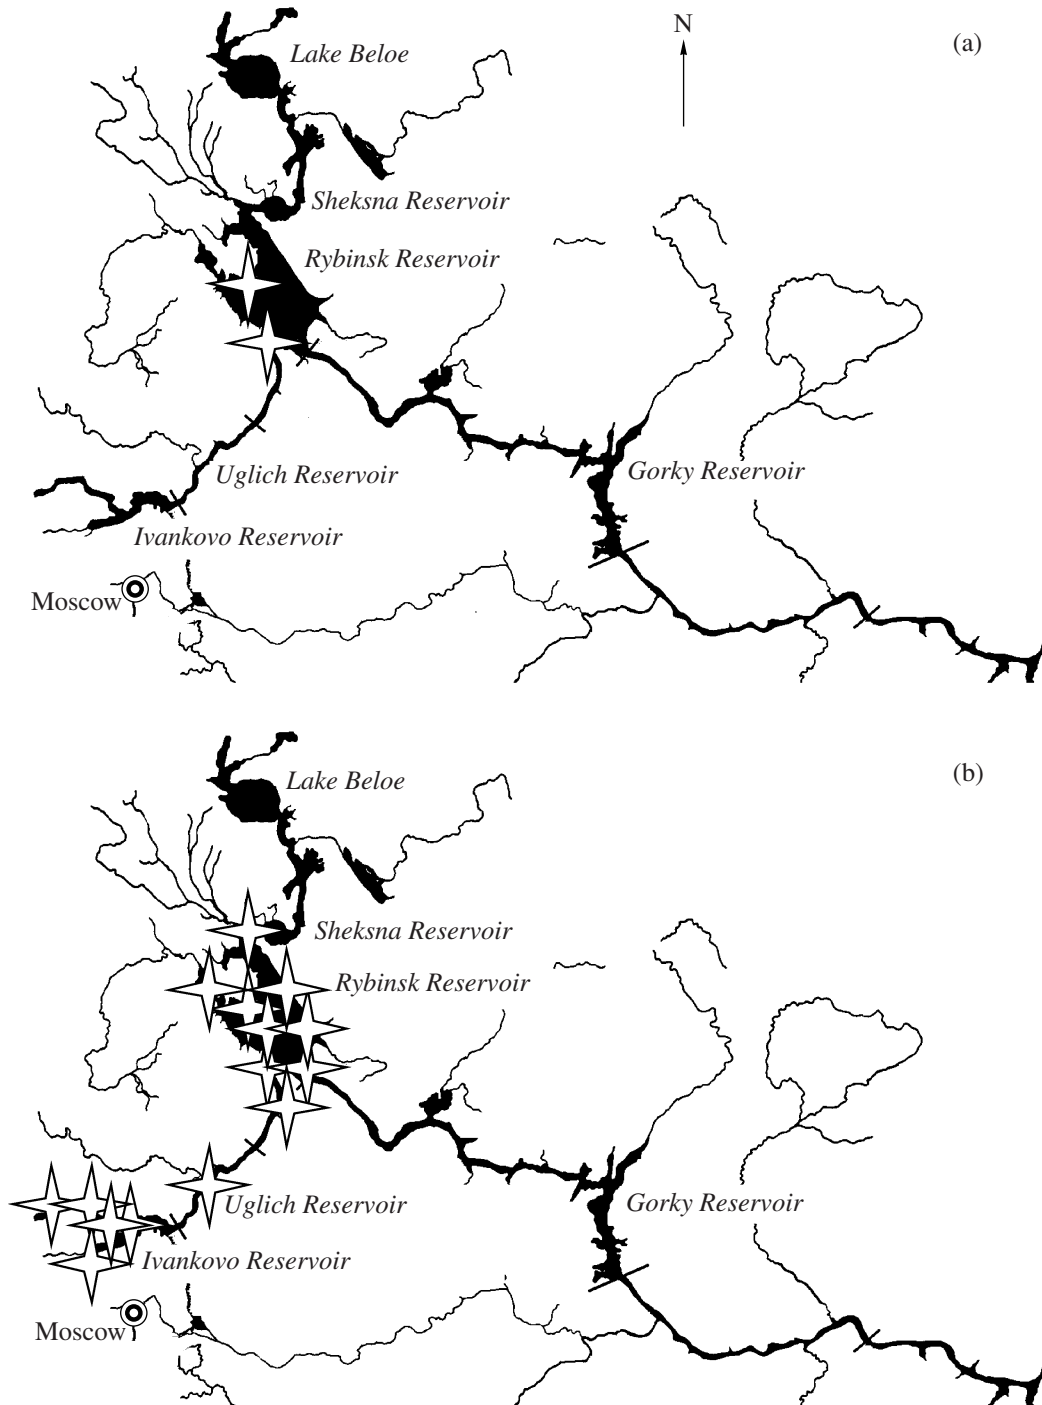 N
(a)
Lake Beloe
Sheksna Reservoir
Rybinsk Reservoir
Gorky Reservoir
Uglich Reservoir
Ivankovo Reservoir
Moscow
(b)
Lake Beloe
Sheksna Reservoir
Rybinsk Reservoir
Gorky Reservoir
Uglich Reservoir
Ivankovo Reservoir
Moscow